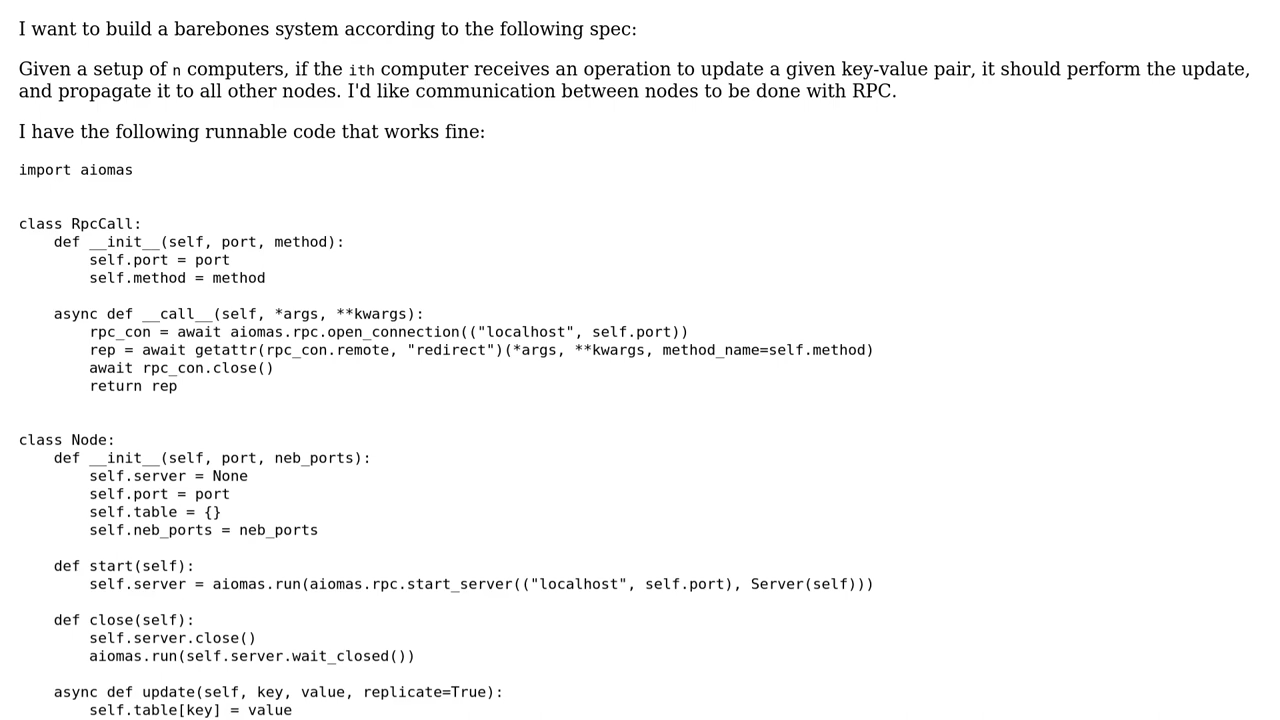 I want to build a barebones system according to the following spec:
Given a setup of n computers, if the ith computer receives an operation to update a given key-value pair, it should perform the update,
and propagate it to all other nodes. I'd like communication between nodes to be done with RPC.
I have the following runnable code that works fine:
import aiomas
class RpcCall:
    def __init__(self, port, method):
        self.port = port
        self.method = method
    async def __call__(self, *args, **kwargs):
        rpc_con = await aiomas.rpc.open_connection(("localhost", self.port))
        rep = await getattr(rpc_con.remote, "redirect")(*args, **kwargs, method_name=self.method)
        await rpc_con.close()
        return rep
class Node:
    def __init__(self, port, neb_ports):
        self.server = None
        self.port = port
        self.table = {}
        self.neb_ports = neb_ports
    def start(self):
        self.server = aiomas.run(aiomas.rpc.start_server(("localhost", self.port), Server(self)))
    def close(self):
        self.server.close()
        aiomas.run(self.server.wait_closed())
    async def update(self, key, value, replicate=True):
        self.table[key] = value